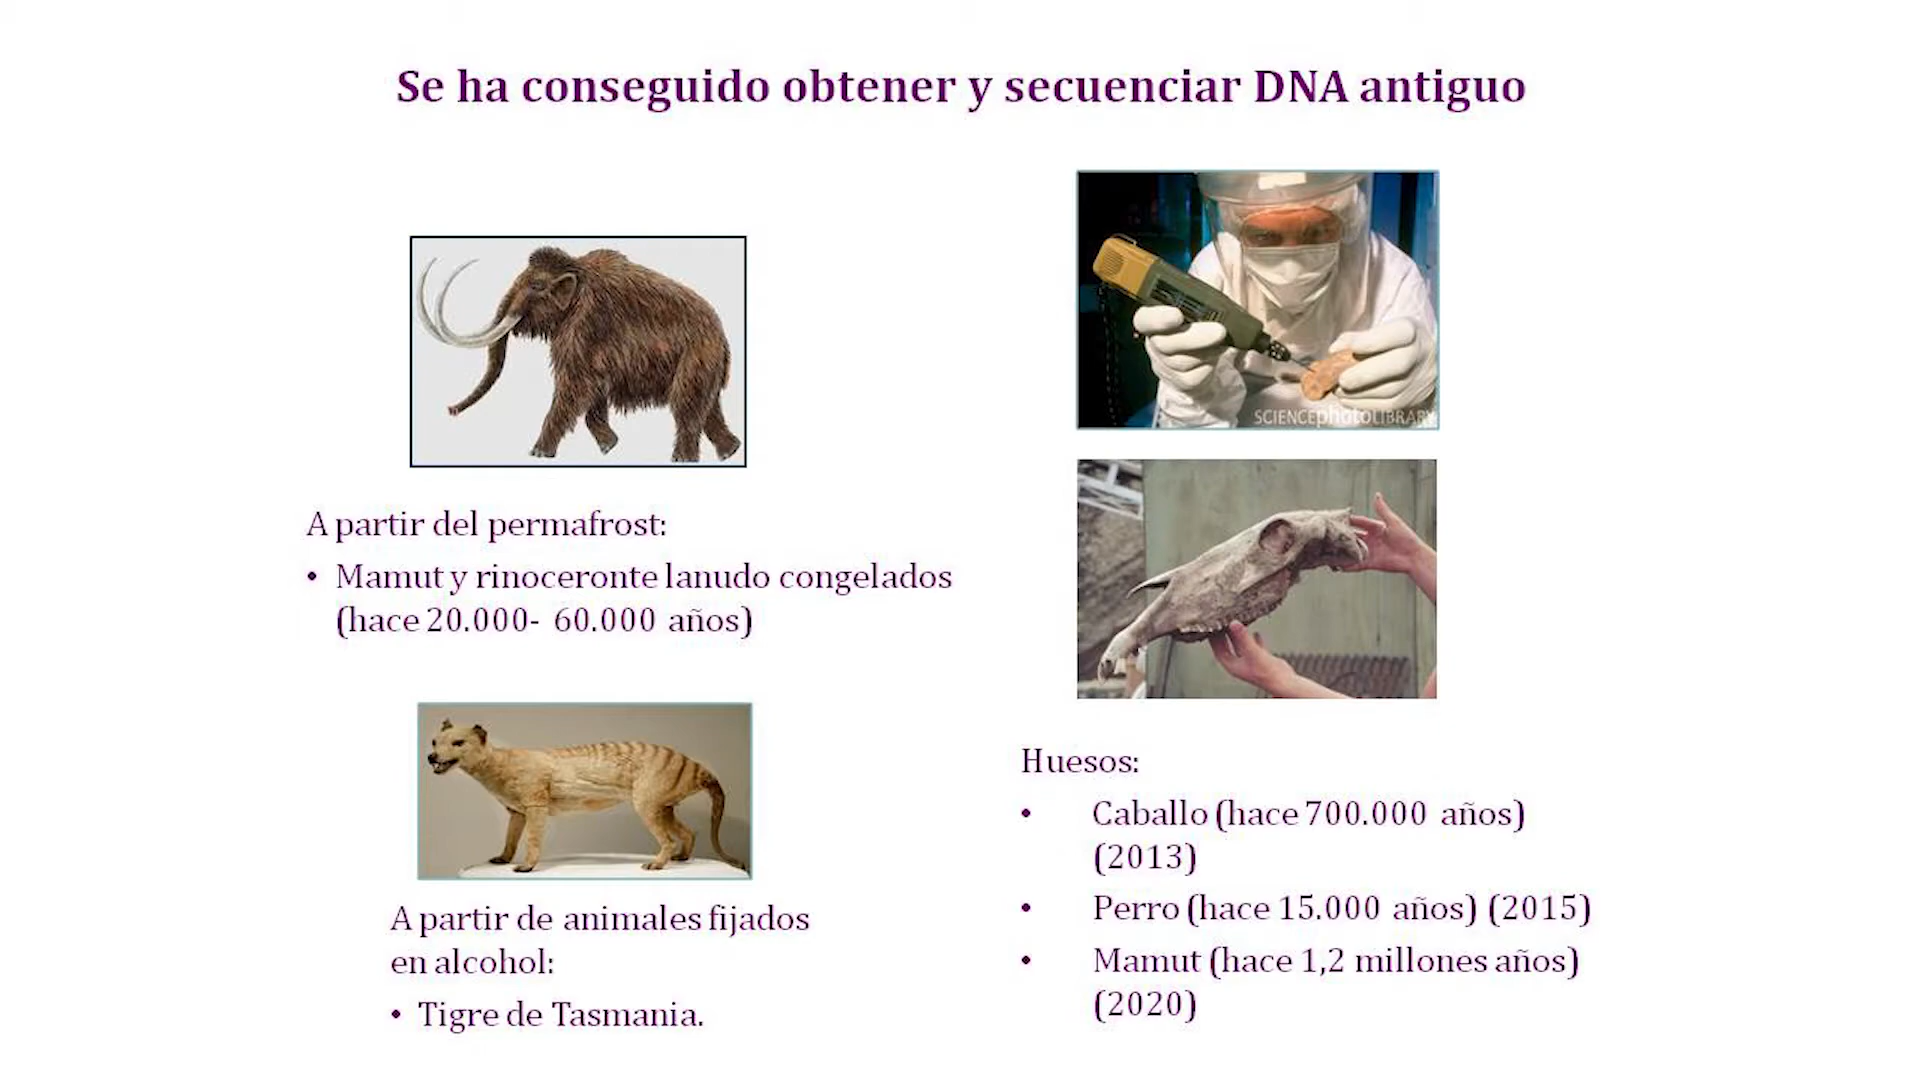 Se ha conseguido obtener y secuenciar DNA antiguo
SCIENCEphotoLIBRARY
A partir del permafrost:
• Mamut y rinoceronte lanudo congelados
(hace 20.000- 60.000 años)
A partir de animales fijados
en alcohol:
• Tigre de Tasmania.
Huesos:
• Caballo (hace 700.000 años)
(2013)
• Perro (hace 15.000 años) (2015)
• Mamut (hace 1,2 millones años)
(2020)